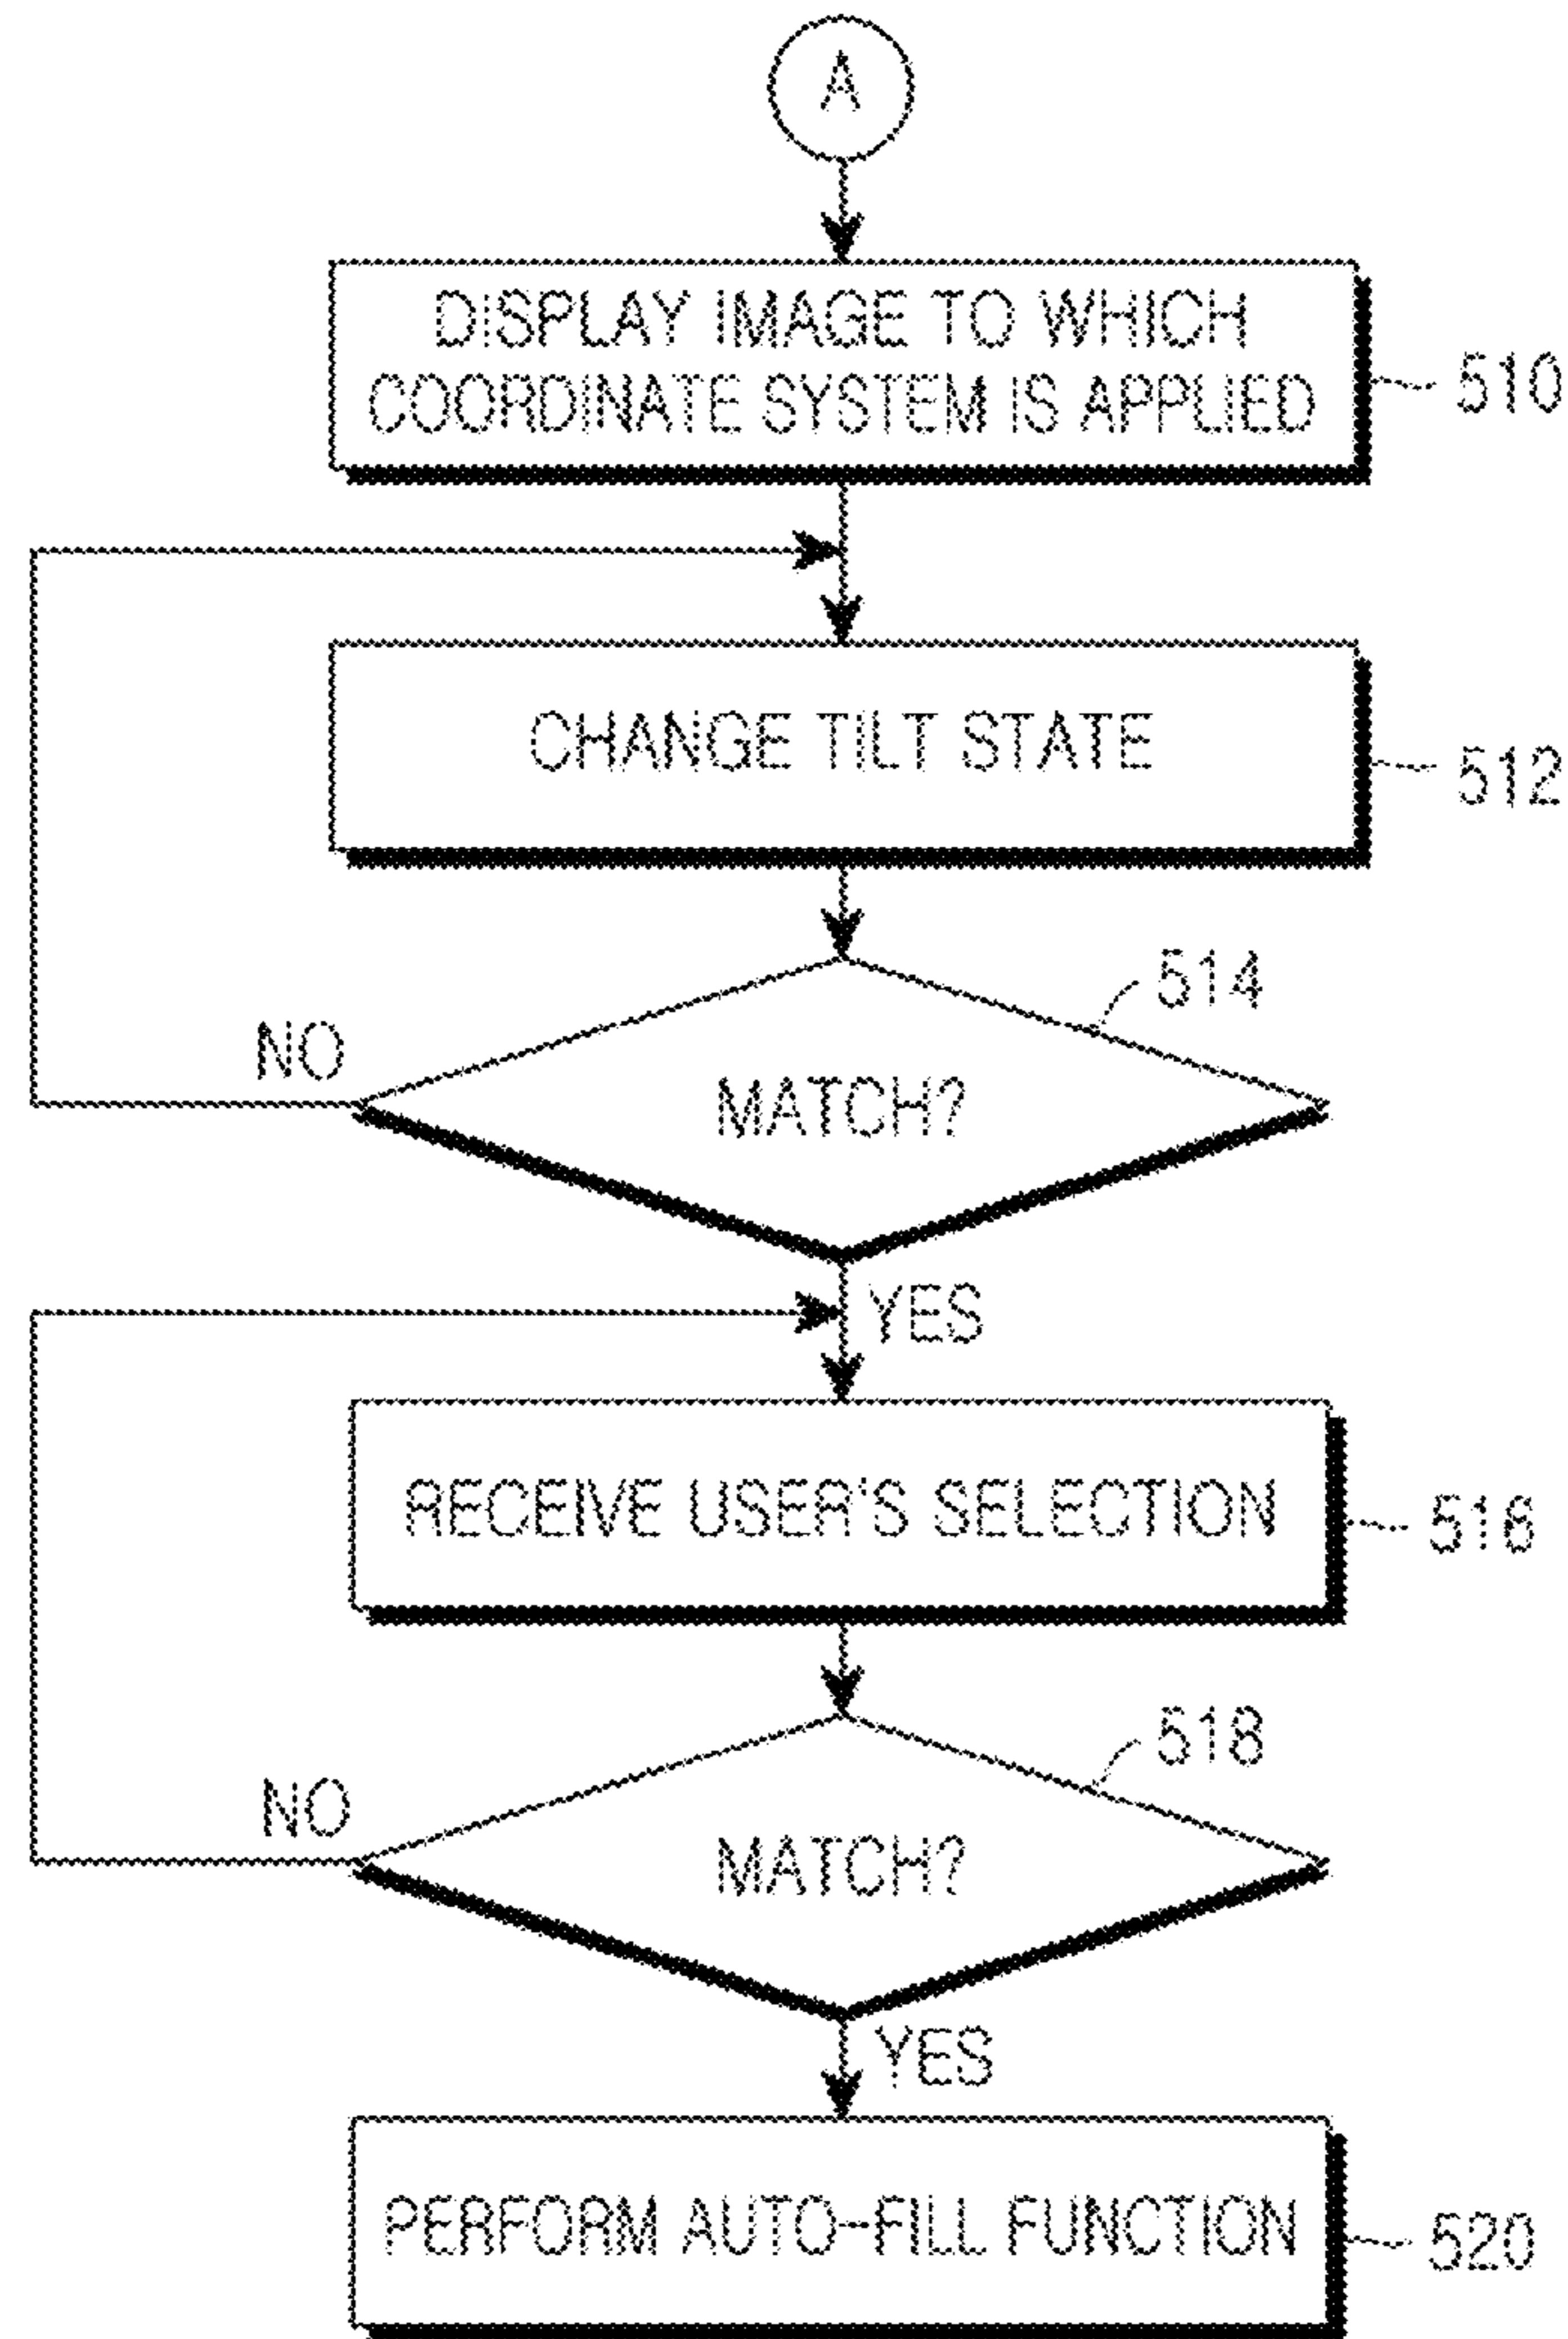 A
DISPLAY IMAGE TO WHICH
COORDINATE SYSTEM IS APPLIED
510
CHANGE TILT STATE
512
514
NO
MATCH?
YES
RECEIVE USER'S SELECTION
516
518
NO
MATCH?
YES
PERFORM AUTO-FILL FUNCTION
520